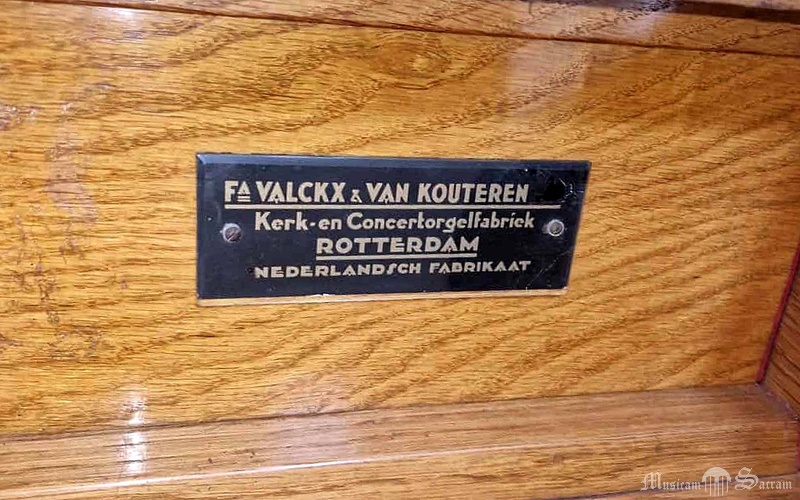 FA VALCKX & VAN KOUTEREN
Kerk-en Concertorgelfabriek
ROTTERDAM
NEDERLANDSCH FABRIKAAT
Musicam Sacram